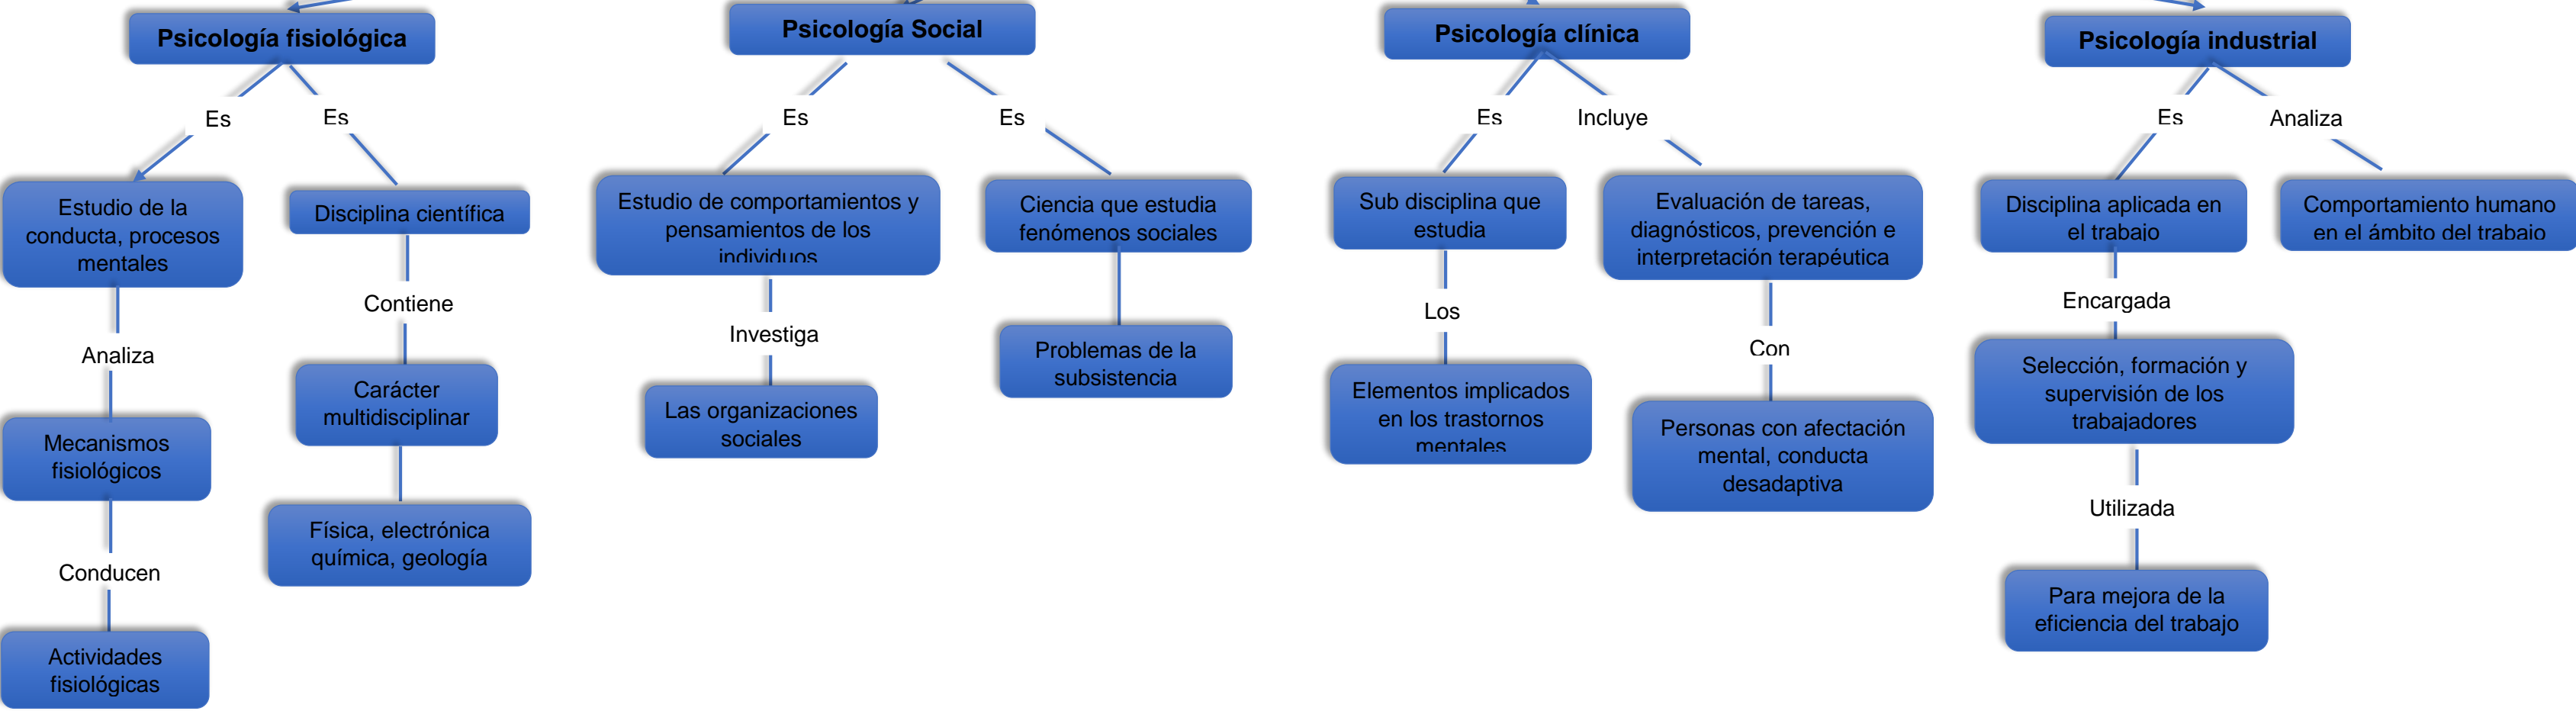 Psicología fisiológica
Es
Es
Estudio de la
conducta, procesos
mentales
Disciplina científica
Analiza
Contiene
Mecanismos
fisiológicos
Carácter
multidisciplinar
Conducen
Física, electrónica
química, geología
Actividades
fisiológicas
Psicología Social
Es
Es
Estudio de comportamientos y
pensamientos de los
individuos
Ciencia que estudia
fenómenos sociales
Investiga
Las organizaciones
sociales
Problemas de la
subsistencia
Psicología clínica
Es
Incluye
Sub disciplina que
estudia
Evaluación de tareas,
diagnósticos, prevención e
interpretación terapéutica
Los
Con
Elementos implicados
en los trastornos
mentales
Personas con afectación
mental, conducta
desadaptiva
Psicología industrial
Es
Analiza
Disciplina aplicada en
el trabajo
Comportamiento humano
en el ámbito del trabajo
Encargada
Selección, formación y
supervisión de los
trabajadores
Utilizada
Para mejora de la
eficiencia del trabajo